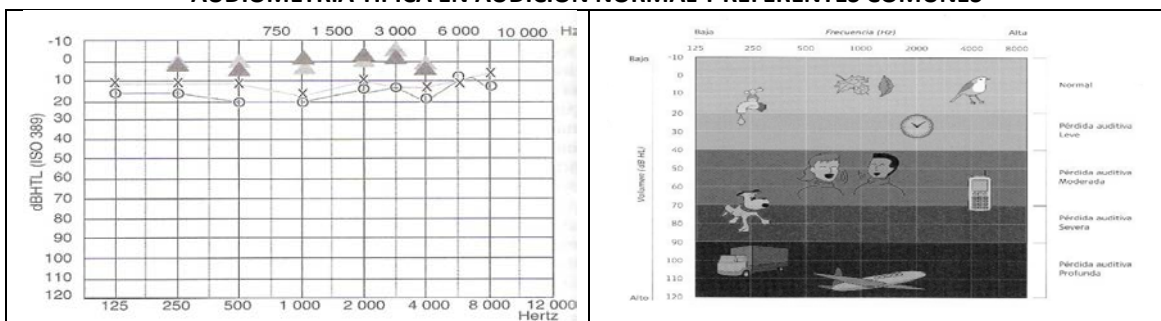 AUDIOMETRIA TIPICA EN AUDICION NORMAL Y REFERENTES COMUNES
750 1 500 3 000 6 000 10 000 Hz
-10
0
10
20
30
40
50
60
70
80
90
100
110
120
dBHTL (ISO 389)
125 250 500 1 000 2 000 4 000 8 000 12 000
Hertz
Bajo Frecuencia (Hz) Alta
125 250 500 1000 2000 4000 8000
Bajo -10
0
10
20
30
40
50
60
70
80
90
100
110
Alto 120
Volumen (dB HL)
Normal
Pérdida auditiva
Leve
Pérdida auditiva
Moderada
Pérdida auditiva
Severa
Pérdida auditiva
Profunda